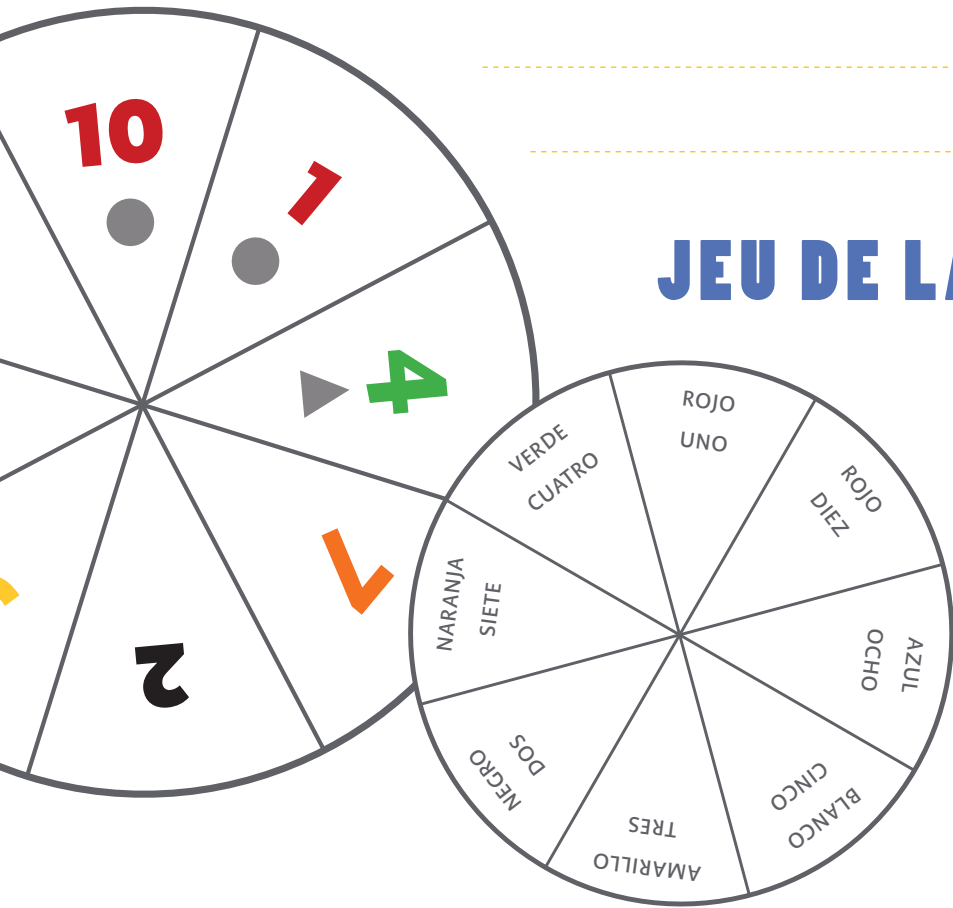 10
1
4
7
2
JEU DE LA
ROJO
UNO
ROJO
DIEZ
AZUL
OCHO
BLANCO
CINCO
AMARILLO
TRES
NEGRO
DOS
NARANJA
SIETE
VERDE
CUATRO